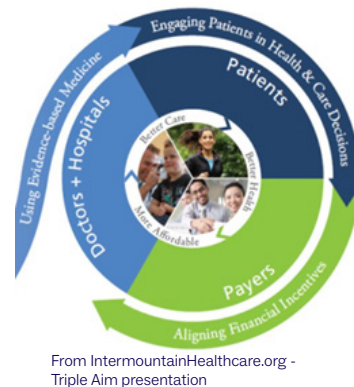 Engaging Patients in Health & Care Decisions
Using Evidence-based Medicine
Patients
Doctors + Hospitals
Better Care
Better Health
More Affordable
Payers
Aligning Financial Incentives
From IntermountainHealthcare.org -
Triple Aim presentation